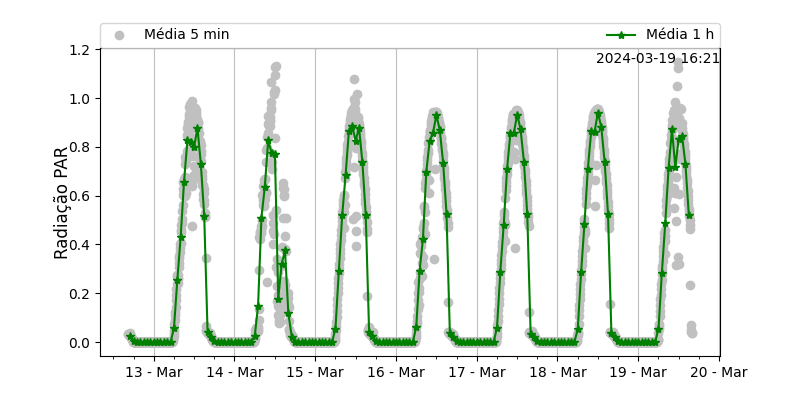 Média 5 min
Média 1 h
2024-03-19 16:21
Radiação PAR
1.2
1.0
0.8
0.6
0.4
0.2
0.0
13 - Mar
14 - Mar
15 - Mar
16 - Mar
17 - Mar
18 - Mar
19 - Mar
20 - Mar